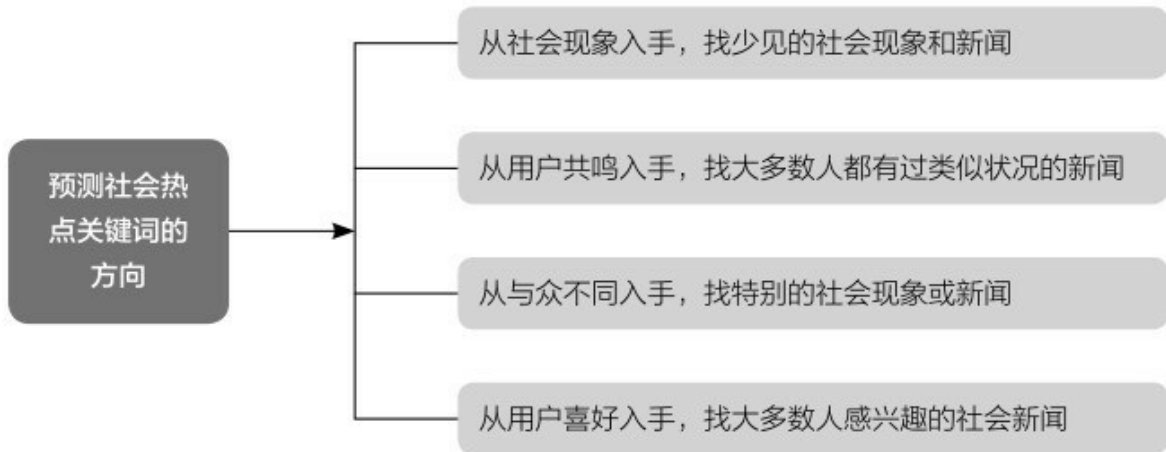 预测社会热
点关键词的
方向
从社会现象入手，找少见的社会现象和新闻
从用户共鸣入手，找大多数人都有过类似状况的新闻
从与众不同入手，找特别的社会现象或新闻
从用户喜好入手，找大多数人感兴趣的社会新闻